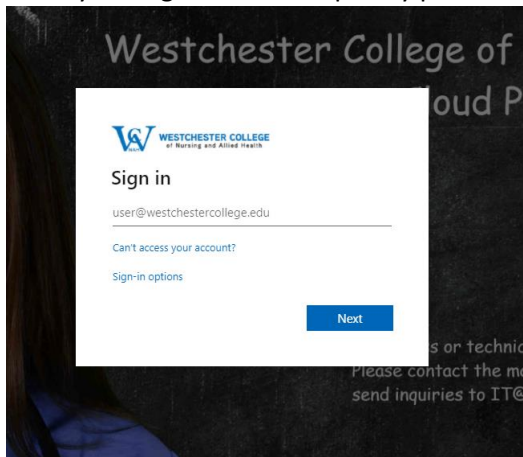 Westchester College of
oud P
WESTCHESTER COLLEGE
of Nursing and Allied Health
Sign in
user@westchestercollege.edu
Can't access your account?
Sign-in options
Next
s or technic
Please contact the ma
send inquiries to IT@